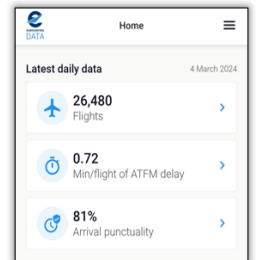 EUROCONTROL
DATA
Home
Latest daily data
4 March 2024
26,480
Flights
0.72
Min/flight of ATFM delay
81%
Arrival punctuality